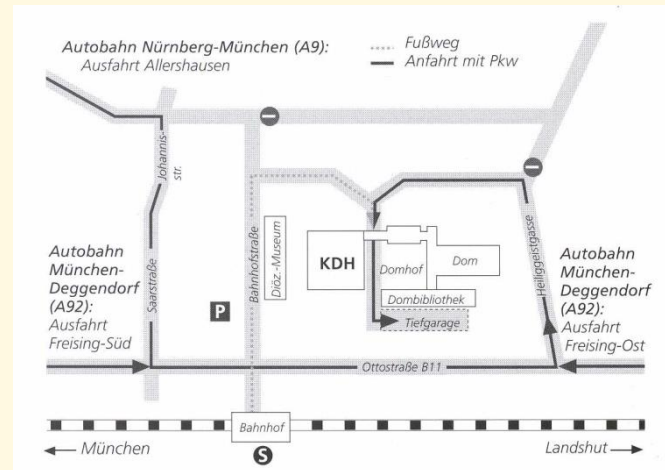 Autobahn Nürnberg-München (A9):
Ausfahrt Allershausen
Fußweg
Anfahrt mit Pkw
Johannis-
str.
Saarstraße
Bahnhofstraße
Diöz.-Museum
KDH
Domhof
Dom
Dombibliothek
Tiefgarage
Heiliggeistgasse
Autobahn
München-
Deggendorf
(A92):
Ausfahrt
Freising-Süd
P
Autobahn
München-
Deggendorf
(A92):
Ausfahrt
Freising-Ost
Ottostraße B11
Bahnhof
S
München
Landshut